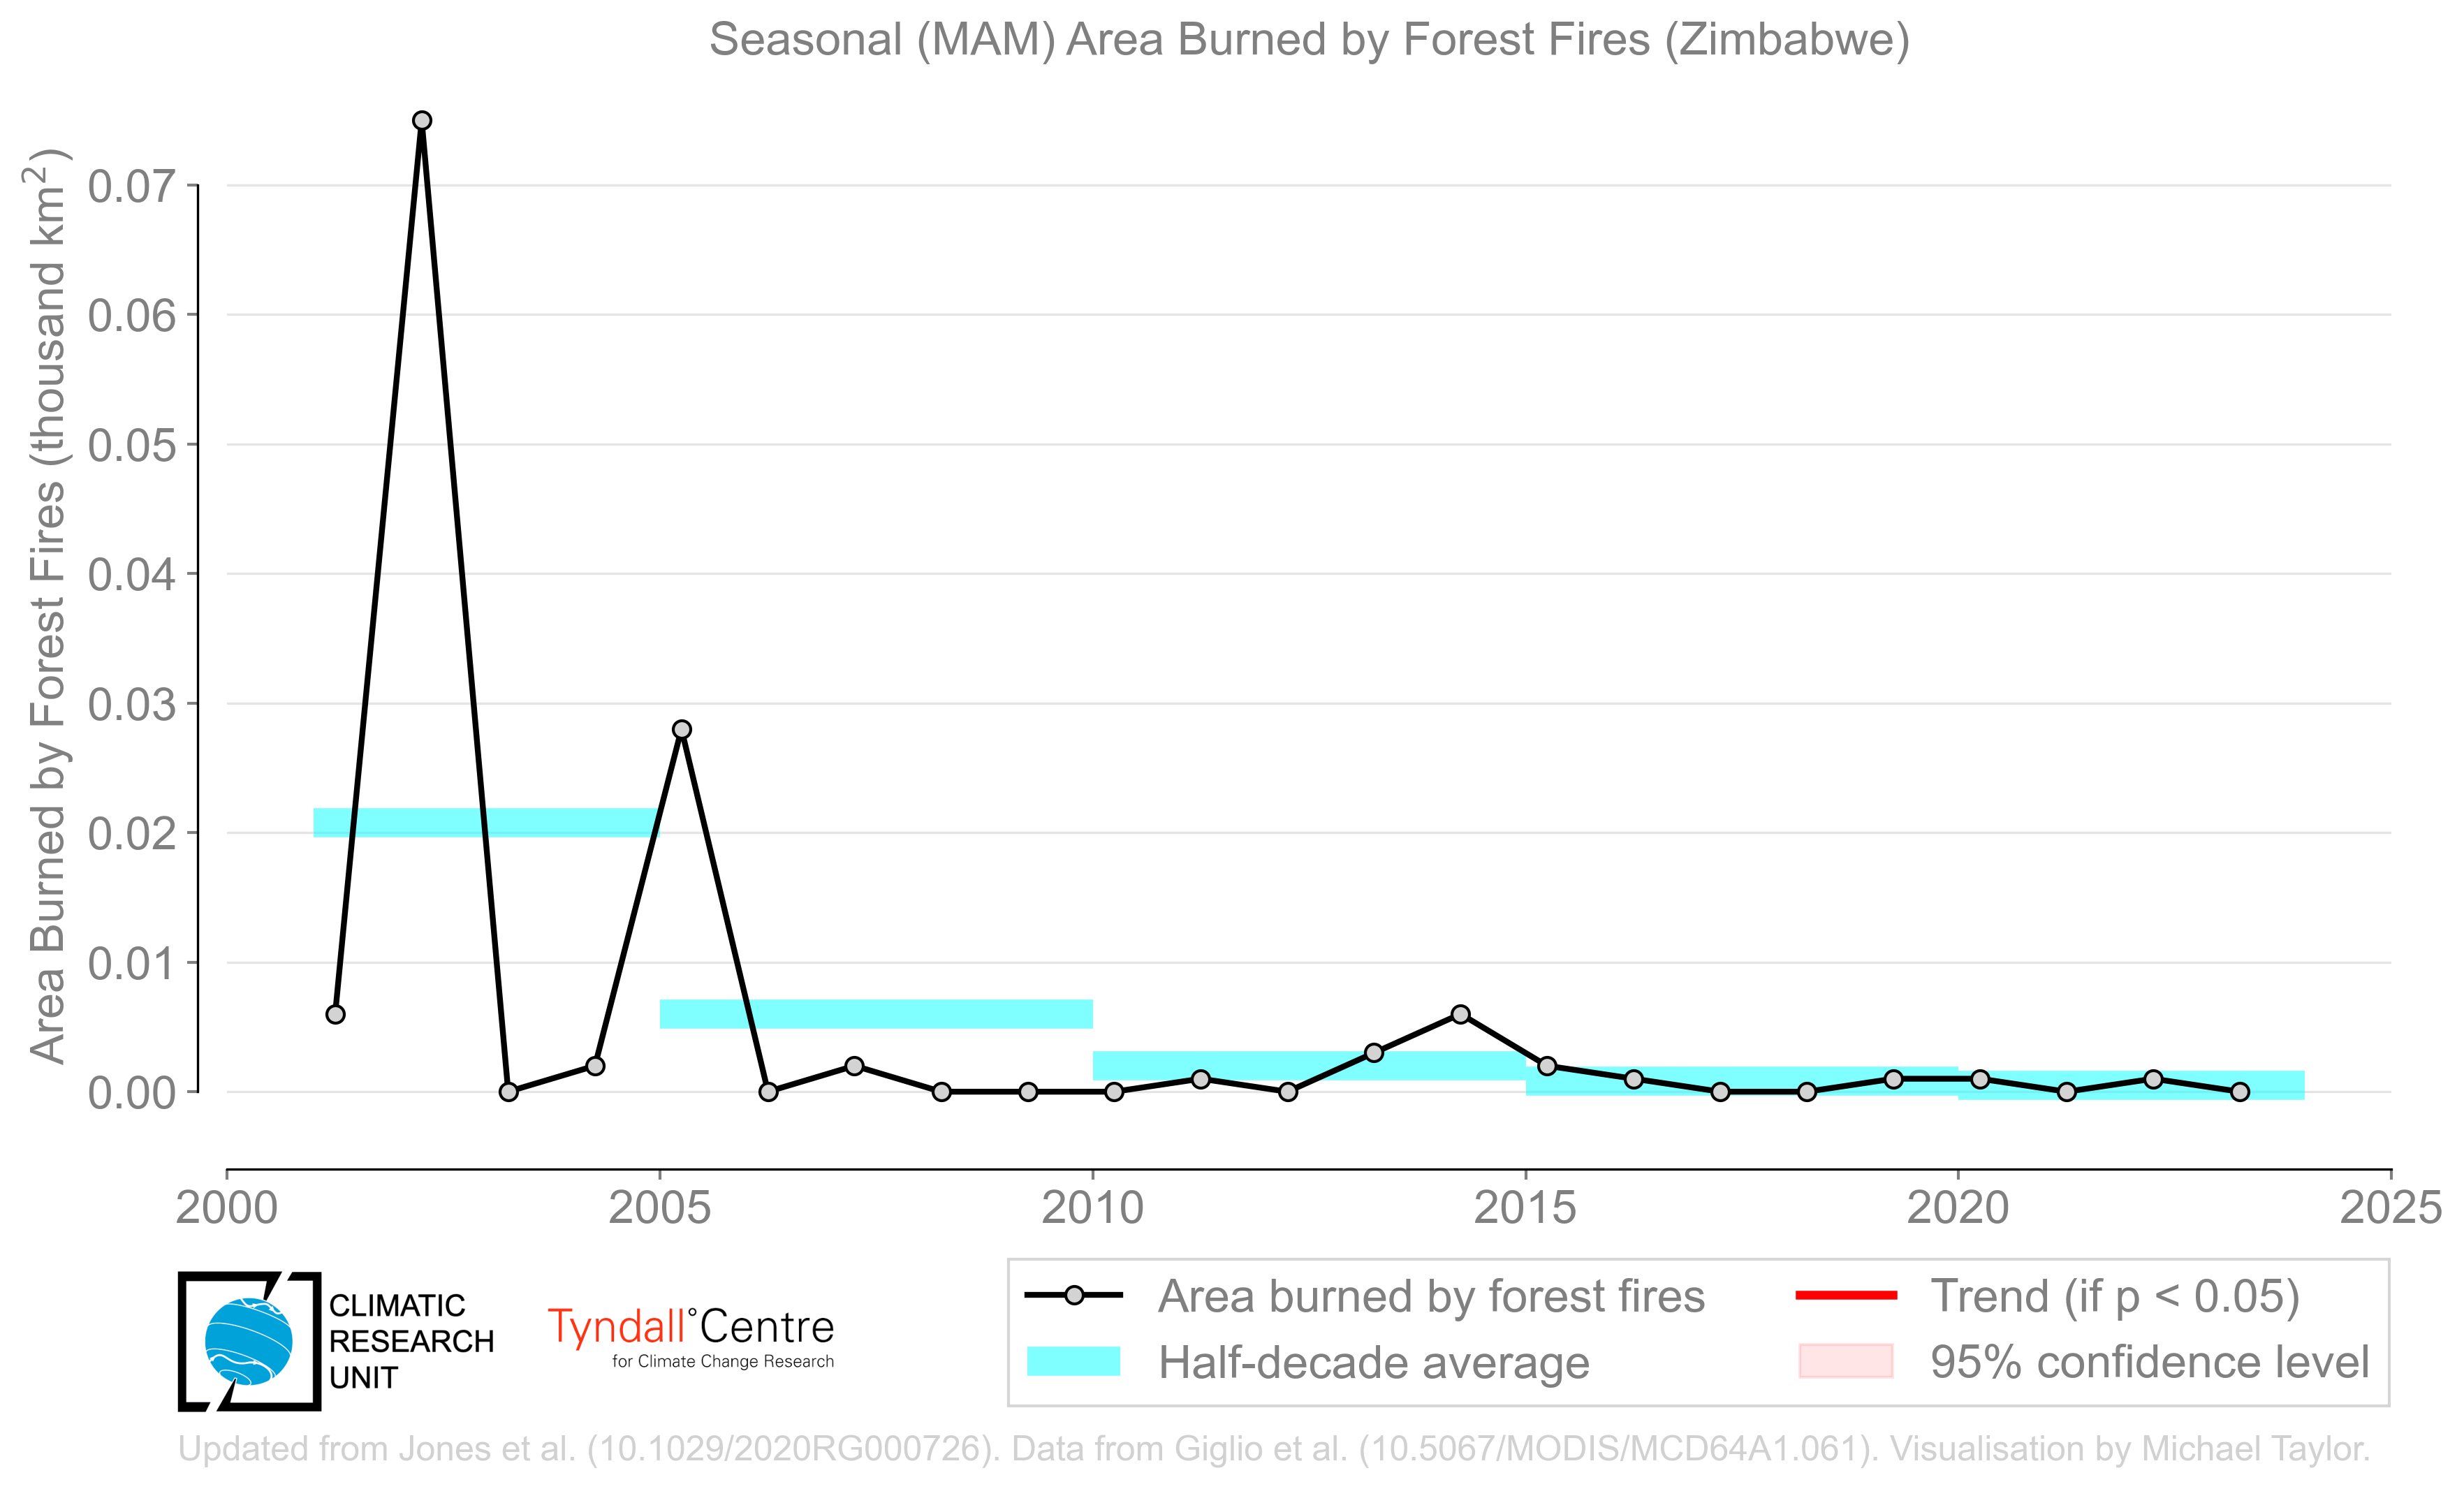 Seasonal (MAM) Area Burned by Forest Fires (Zimbabwe)
Area Burned by Forest Fires (thousand km²)
0.07
0.06
0.05
0.04
0.03
0.02
0.01
0.00
2000 2005 2010 2015 2020 2025
CLIMATIC
RESEARCH
UNIT
Tyndall°Centre
for Climate Change Research
Area burned by forest fires
Half-decade average
Trend (if p < 0.05)
95% confidence level
Updated from Jones et al. (10.1029/2020RG000726). Data from Giglio et al. (10.5067/MODIS/MCD64A1.061). Visualisation by Michael Taylor.